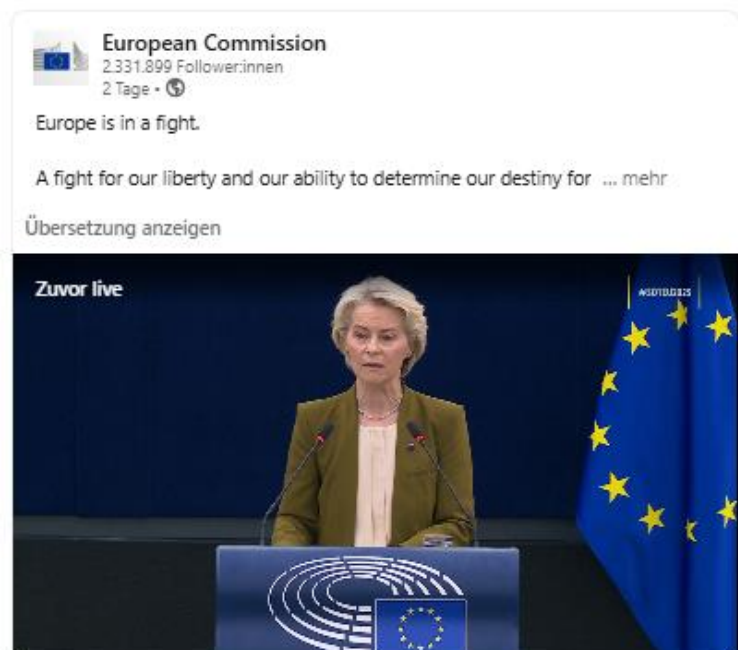 European Commission
2.331.899 Follower:innen
2 Tage •
Europe is in a fight.
A fight for our liberty and our ability to determine our destiny for ... mehr
Übersetzung anzeigen
Zuvor live
#SOTEU2025